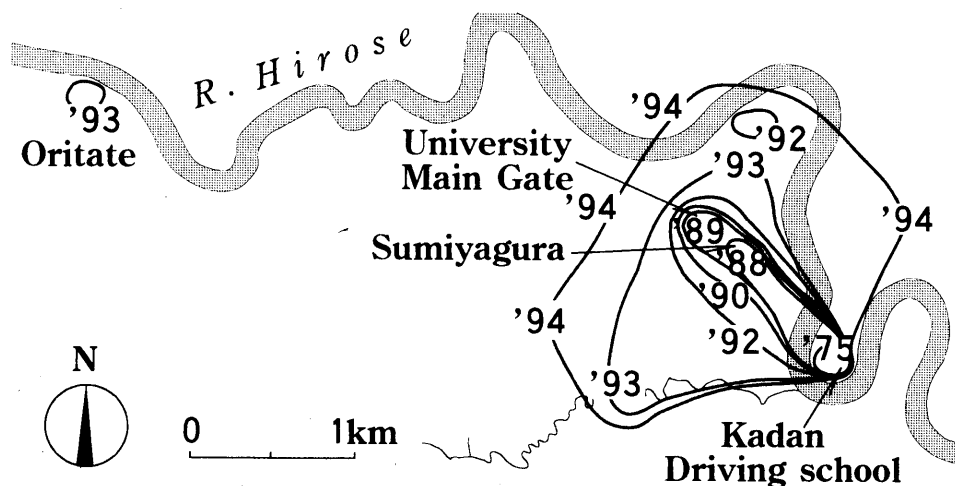 R. Hirose
'93
Oritate
'94
'92
University
Main Gate
'93
'94
'94
'89
Sumiyagura
'88
'90
'94
'92
'75
'93
N
0 1km
Kadan
Driving school